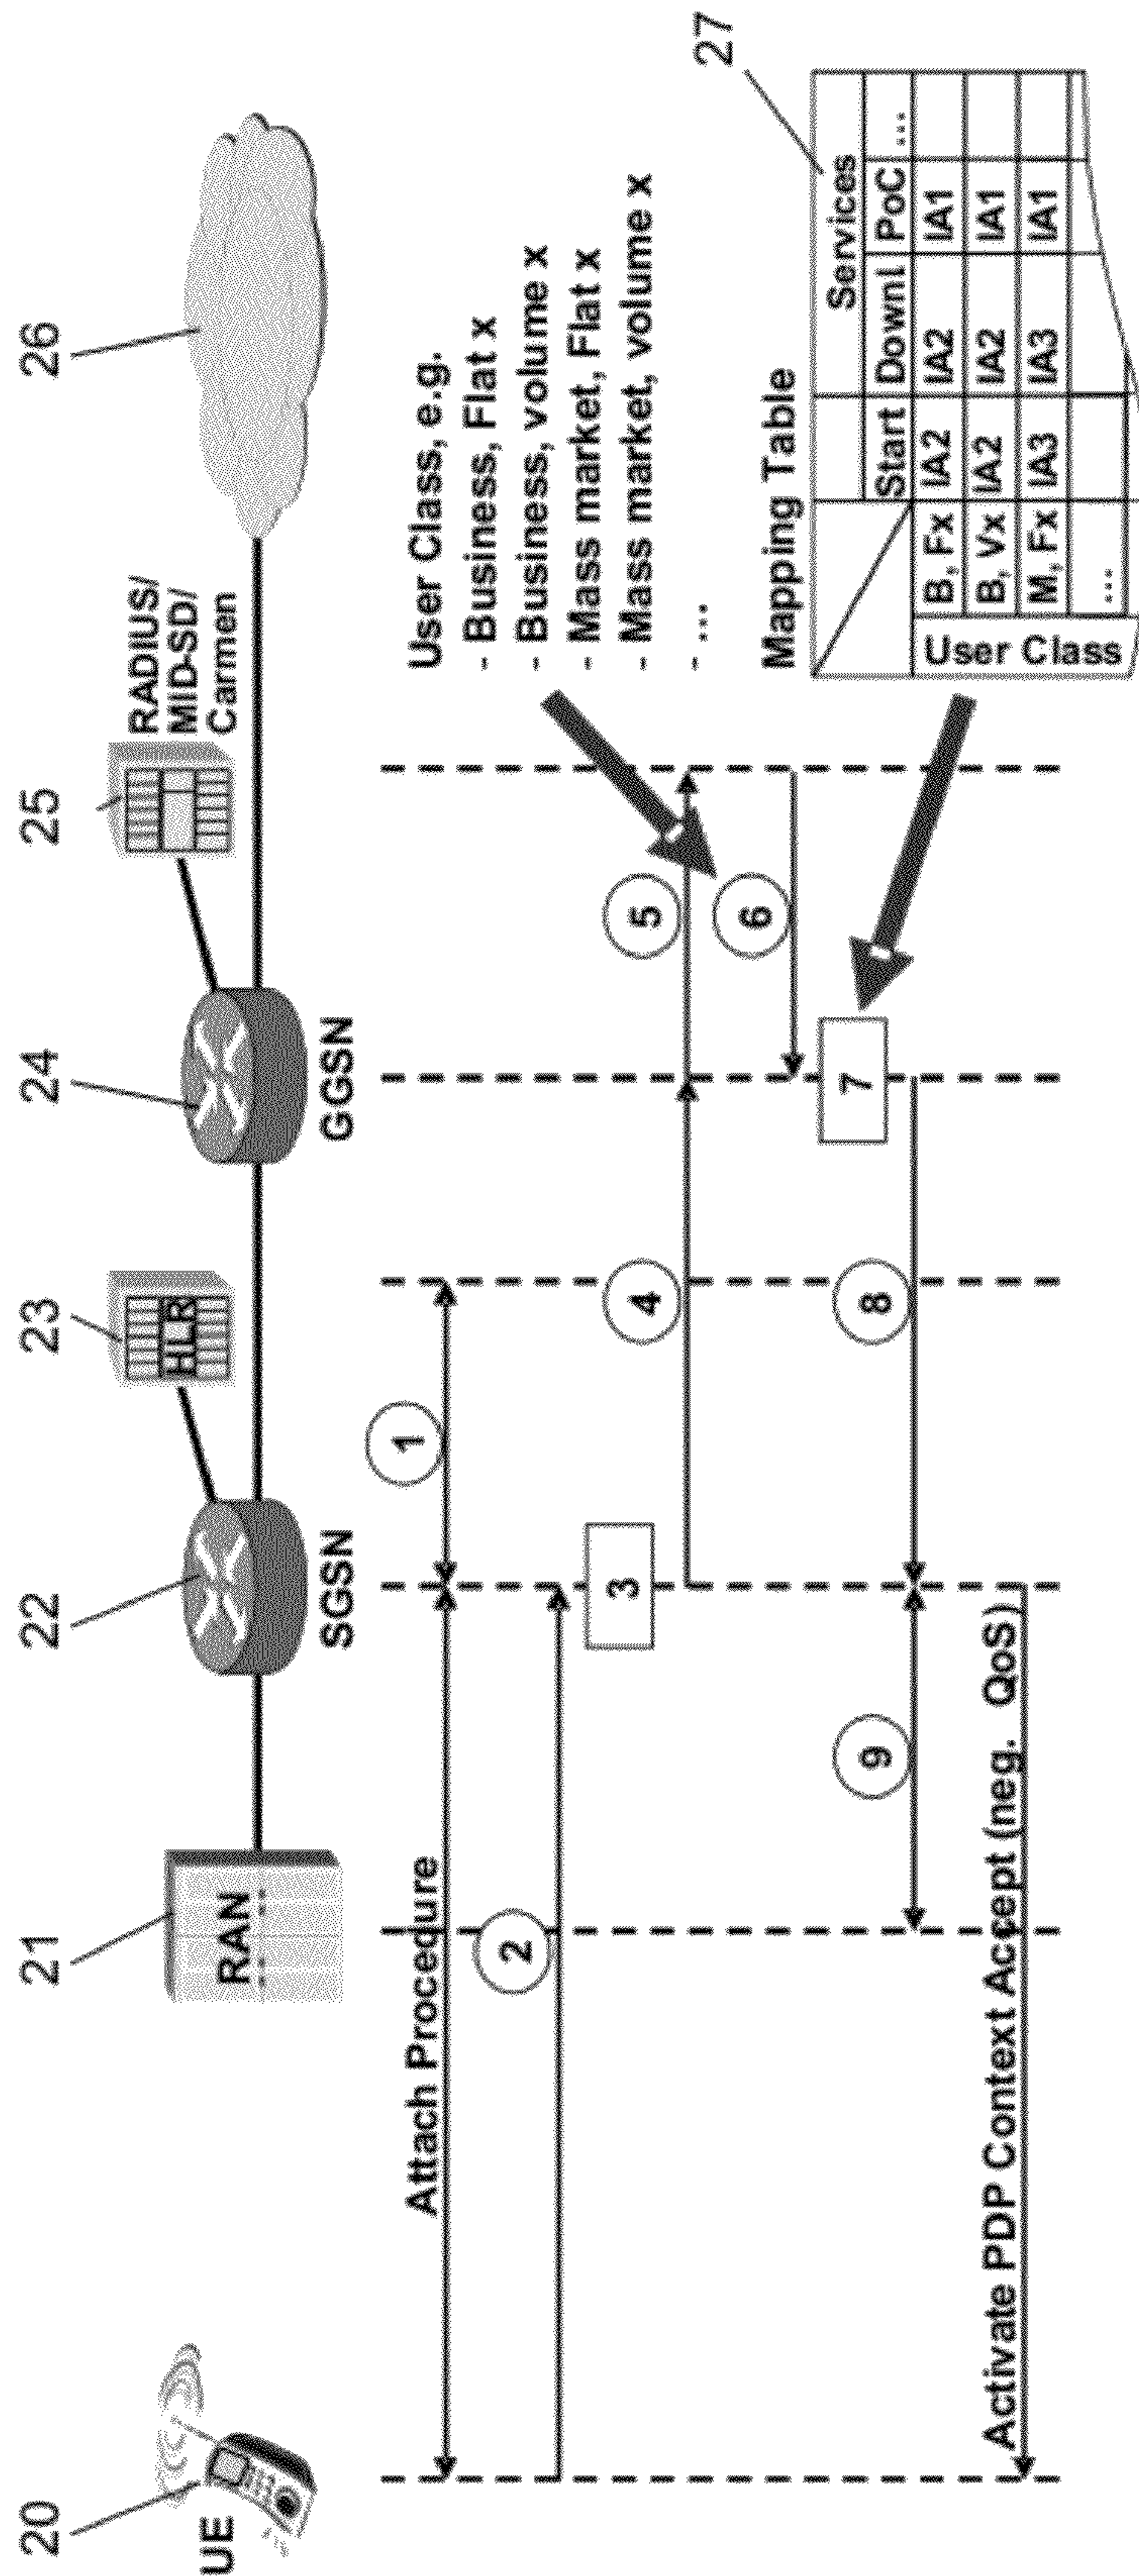 20
21
22
23
24
25
26
UE
RAN
SGSN
HLR
GGSN
RADIUS/
MID-SD/
Carmen
Attach Procedure
1
2
3
4
5
6
7
8
9
Activate PDP Context Accept (neg. QoS)
User Class, e.g.
- Business, Flat x
- Business, volume x
- Mass market, Flat x
- Mass market, volume x
- ...
Mapping Table
27
Services
Start Downl PoC ...
User Class
B, Fx IA2 IA2 IA1
B, Vx IA2 IA2 IA1
M, Fx IA3 IA3 IA1
...